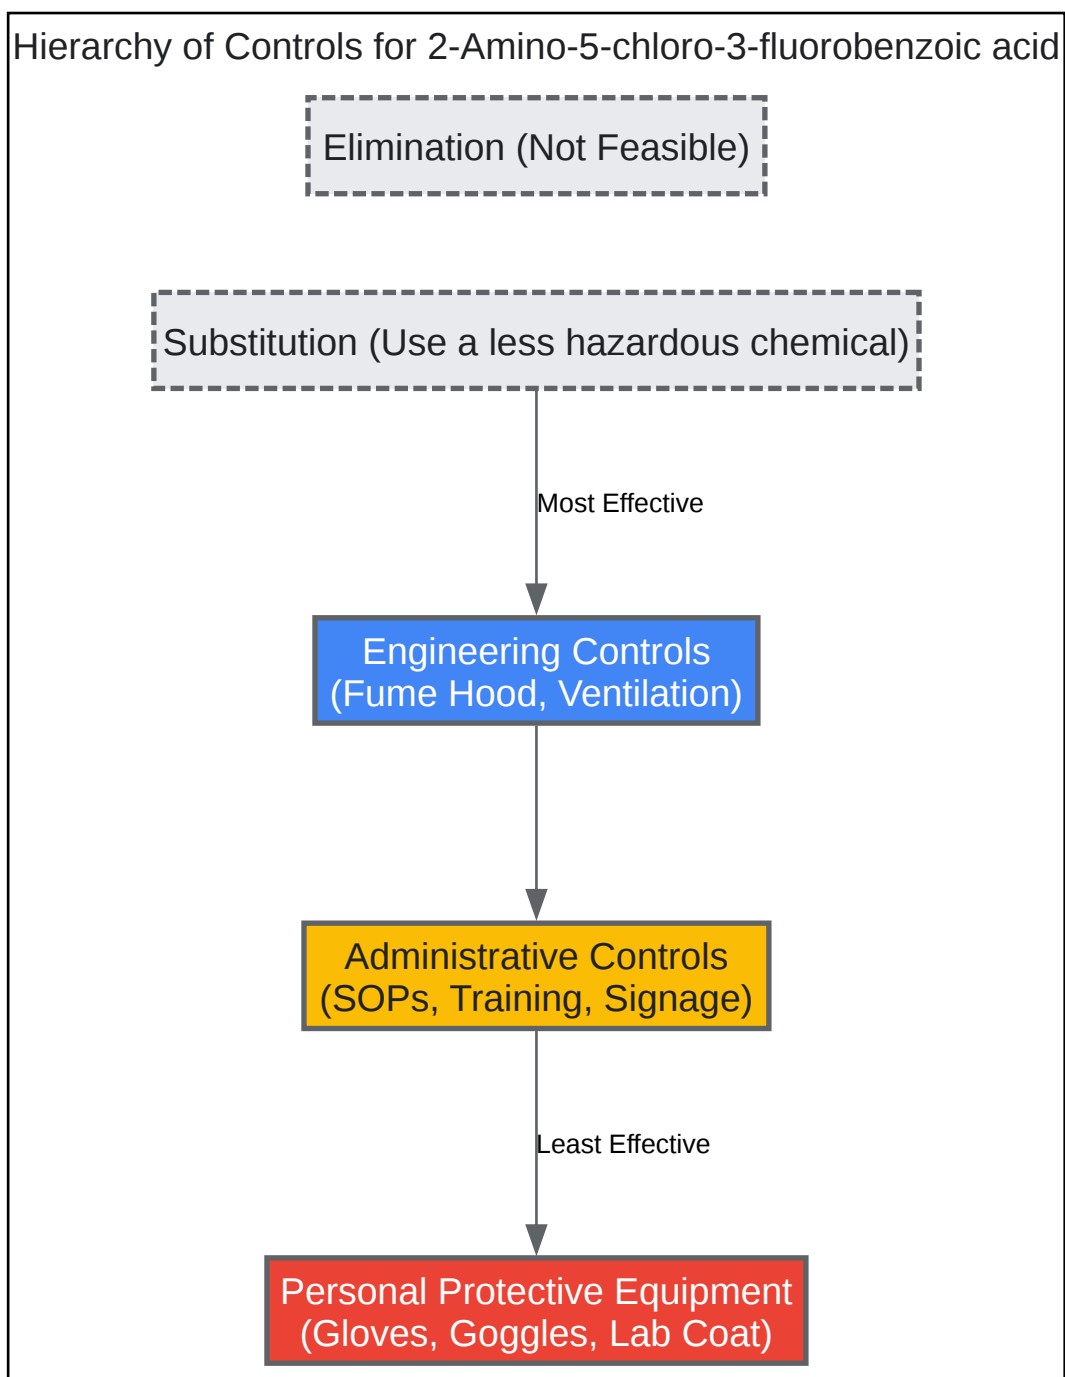 Hierarchy of Controls for 2-Amino-5-chloro-3-fluorobenzoic acid
Elimination (Not Feasible)
Substitution (Use a less hazardous chemical)
Most Effective
Engineering Controls
(Fume Hood, Ventilation)
Administrative Controls
(SOPs, Training, Signage)
Least Effective
Personal Protective Equipment
(Gloves, Goggles, Lab Coat)